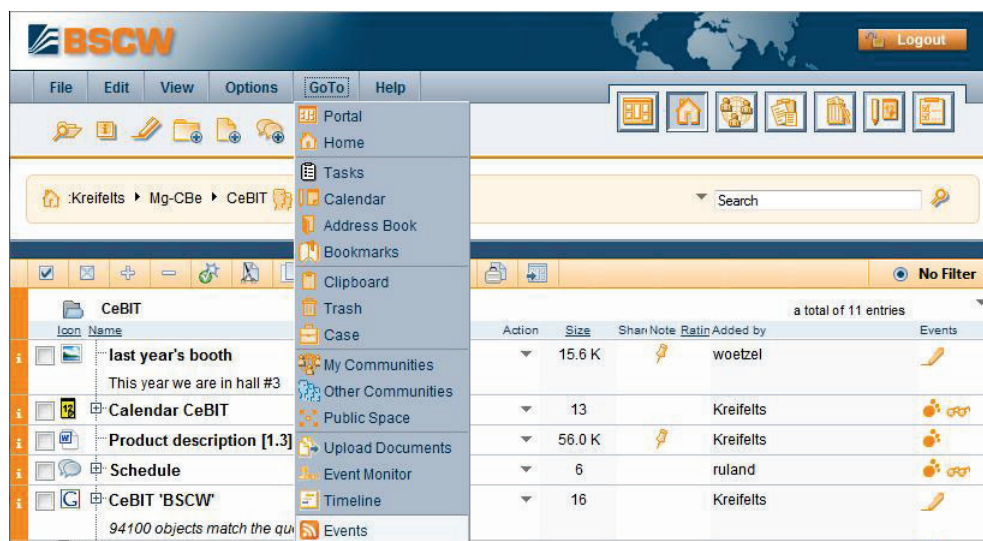 BSCW
Logout
File Edit View Options GoTo Help
Portal
Home
Tasks
:Kreifelts Mg-CBe CeBIT
Calendar
Search
Address Book
Bookmarks
Clipboard
No Filter
Trash
CeBIT
a total of 11 entries
Case
Icon Name Action Size Shar Note Ratin Added by Events
last year's booth 15.6 K woetzel
My Communities
This year we are in hall #3
Other Communities
Calendar CeBIT 13 Kreifelts
Public Space
Product description [1.3] 56.0 K Kreifelts
Upload Documents
Schedule 6 ruland
Event Monitor
CeBIT 'BSCW' 16 Kreifelts
Timeline
94100 objects match the
Events